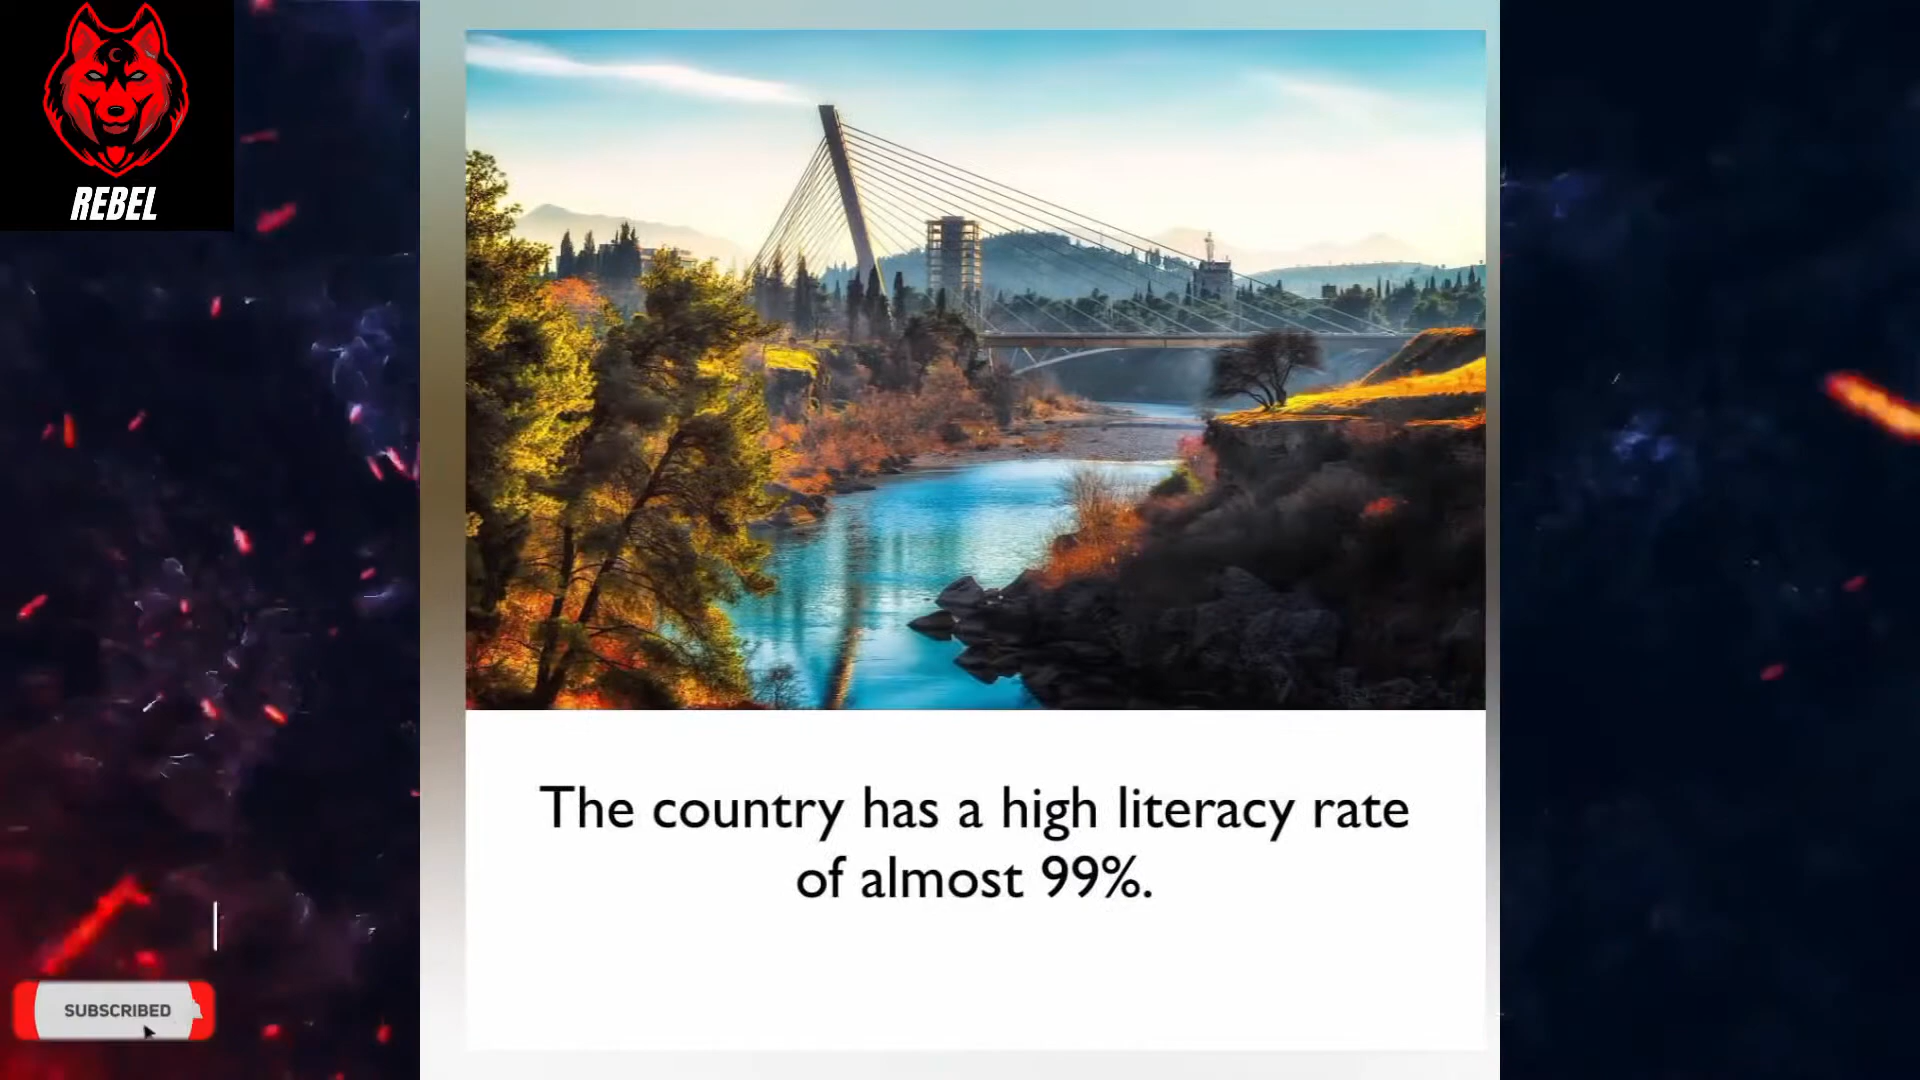 REBEL
The country has a high literacy rate
of almost 99%.
SUBSCRIBED